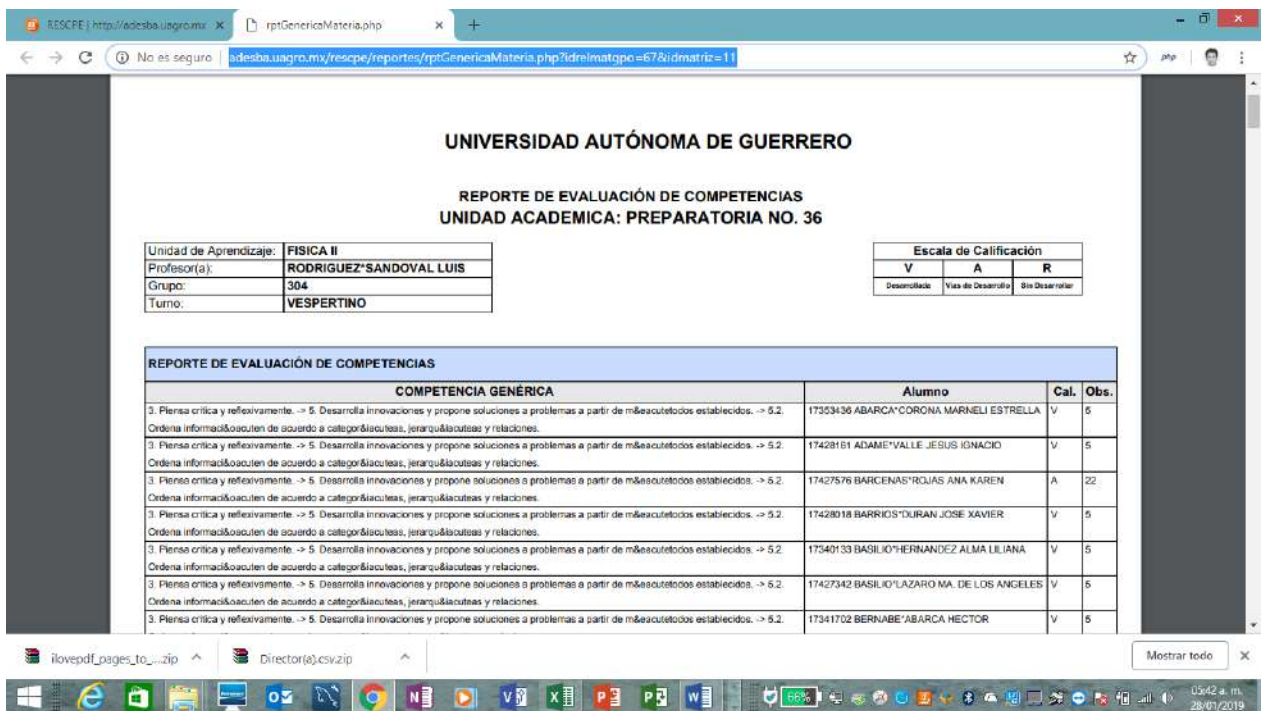 RESCPE | http://adesba.uagro.mx
rptGenericaMateria.php
No es seguro | adesba.uagro.mx/rescpe/reportes/rptGenericaMateria.php?idrelmatgpo=67&idmatriz=11
php
UNIVERSIDAD AUTÓNOMA DE GUERRERO
REPORTE DE EVALUACIÓN DE COMPETENCIAS
UNIDAD ACADEMICA: PREPARATORIA NO. 36
Unidad de Aprendizaje: FISICA II
Profesor(a): RODRIGUEZ*SANDOVAL LUIS
Grupo: 304
Turno: VESPERTINO
Escala de Calificación
V A R
Desarrollada Vias de Desarrollo Sin Desarrollar
REPORTE DE EVALUACIÓN DE COMPETENCIAS
COMPETENCIA GENÉRICA Alumno Cal. Obs.
3. Piensa crítica y reflexivamente. -> 5. Desarrolla innovaciones y propone soluciones a problemas a partir de m&eacutetodos establecidos. -> 5.2. 17353436 ABARCA*CORONA MARNELI ESTRELLA V 5
Ordena informaci&oacuten de acuerdo a categor&iacuteas, jerarqu&iacuteas y relaciones.
3. Piensa crítica y reflexivamente. -> 5. Desarrolla innovaciones y propone soluciones a problemas a partir de m&eacutetodos establecidos. -> 5.2. 17428161 ADAME*VALLE JESUS IGNACIO V 5
Ordena informaci&oacuten de acuerdo a categor&iacuteas, jerarqu&iacuteas y relaciones.
3. Piensa crítica y reflexivamente. -> 5. Desarrolla innovaciones y propone soluciones a problemas a partir de m&eacutetodos establecidos. -> 5.2. 17427576 BARCENAS*ROJAS ANA KAREN A 22
Ordena informaci&oacuten de acuerdo a categor&iacuteas, jerarqu&iacuteas y relaciones.
3. Piensa crítica y reflexivamente. -> 5. Desarrolla innovaciones y propone soluciones a problemas a partir de m&eacutetodos establecidos. -> 5.2. 17428018 BARRIOS*DURAN JOSE XAVIER V 5
Ordena informaci&oacuten de acuerdo a categor&iacuteas, jerarqu&iacuteas y relaciones.
3. Piensa crítica y reflexivamente. -> 5. Desarrolla innovaciones y propone soluciones a problemas a partir de m&eacutetodos establecidos. -> 5.2. 17340133 BASILIO*HERNANDEZ ALMA LILIANA V 5
Ordena informaci&oacuten de acuerdo a categor&iacuteas, jerarqu&iacuteas y relaciones.
3. Piensa crítica y reflexivamente. -> 5. Desarrolla innovaciones y propone soluciones a problemas a partir de m&eacutetodos establecidos. -> 5.2. 17427342 BASILIO*LAZARO MA. DE LOS ANGELES V 5
Ordena informaci&oacuten de acuerdo a categor&iacuteas, jerarqu&iacuteas y relaciones.
3. Piensa crítica y reflexivamente. -> 5. Desarrolla innovaciones y propone soluciones a problemas a partir de m&eacutetodos establecidos. -> 5.2. 17341702 BERNABE*ABARCA HECTOR V 5
ilovepdf_pages_to_....zip
Director(a).csv.zip
Mostrar todo
66%
05:42 a. m.
28/01/2019